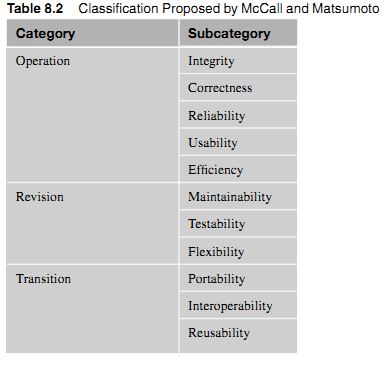 Table 8.2 Classification Proposed by McCall and Matsumoto
Category Subcategory
Operation Integrity
Correctness
Reliability
Usability
Efficiency
Revision Maintainability
Testability
Flexibility
Transition Portability
Interoperability
Reusability